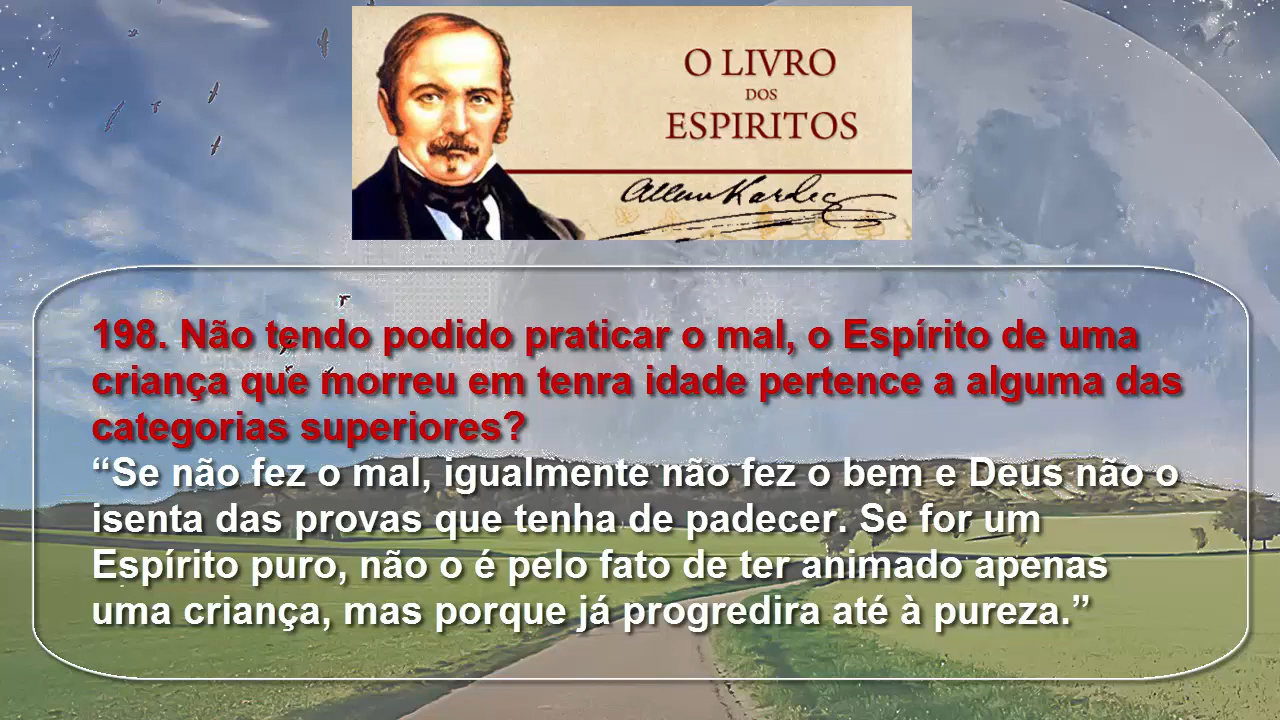 O LIVRO
DOS
ESPIRITOS
Allan Kardec
198. Não tendo podido praticar o mal, o Espírito de uma
criança que morreu em tenra idade pertence a alguma das
categorias superiores?
“Se não fez o mal, igualmente não fez o bem e Deus não o
isenta das provas que tenha de padecer. Se for um
Espírito puro, não o é pelo fato de ter animado apenas
uma criança, mas porque já progredira até à pureza.”